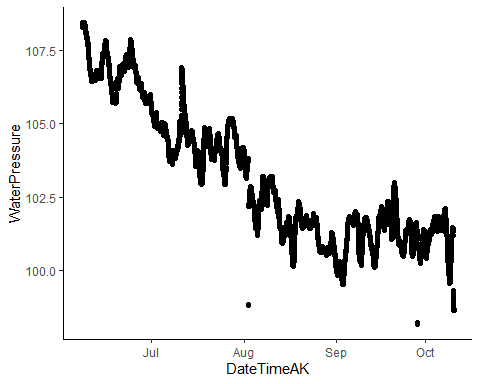 107.5
105.0
102.5
100.0
WaterPressure
Jul
Aug
Sep
Oct
DateTimeAK